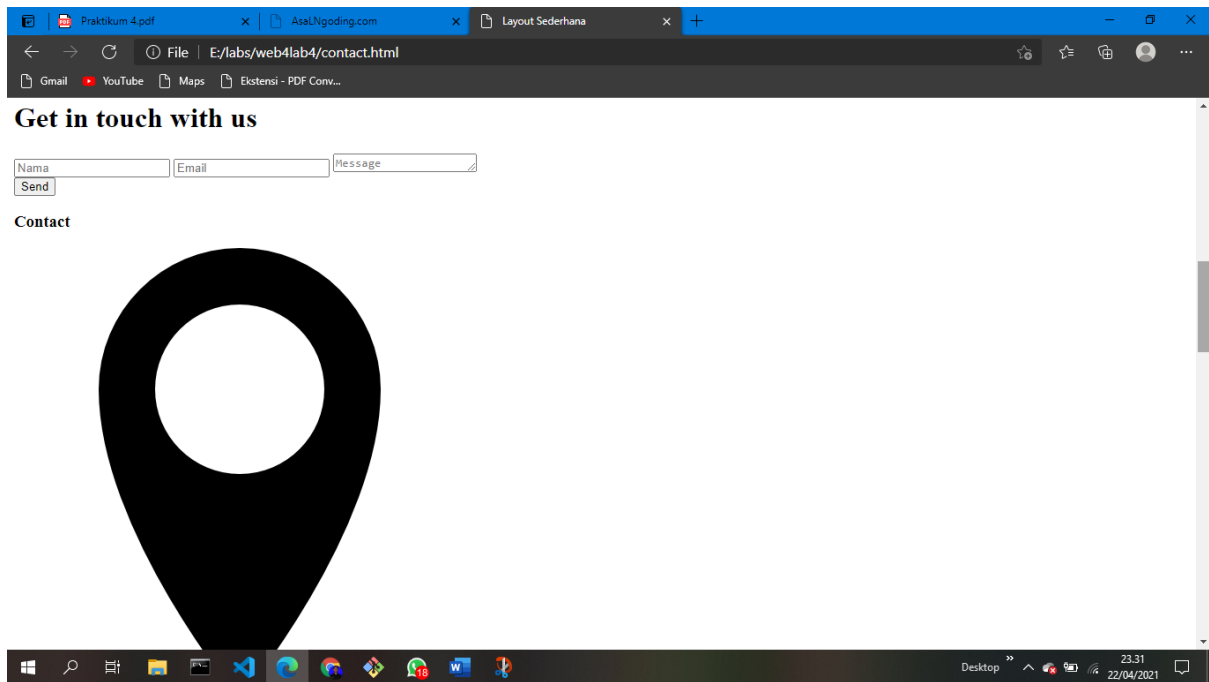 Praktikum 4.pdf
AsaLNgoding.com
Layout Sederhana
File
E:/labs/web4lab4/contact.html
Gmail
YouTube
Maps
Ekstensi - PDF Conv...
Get in touch with us
Nama
Email
Message
Send
Contact
18
Desktop
23.31
22/04/2021